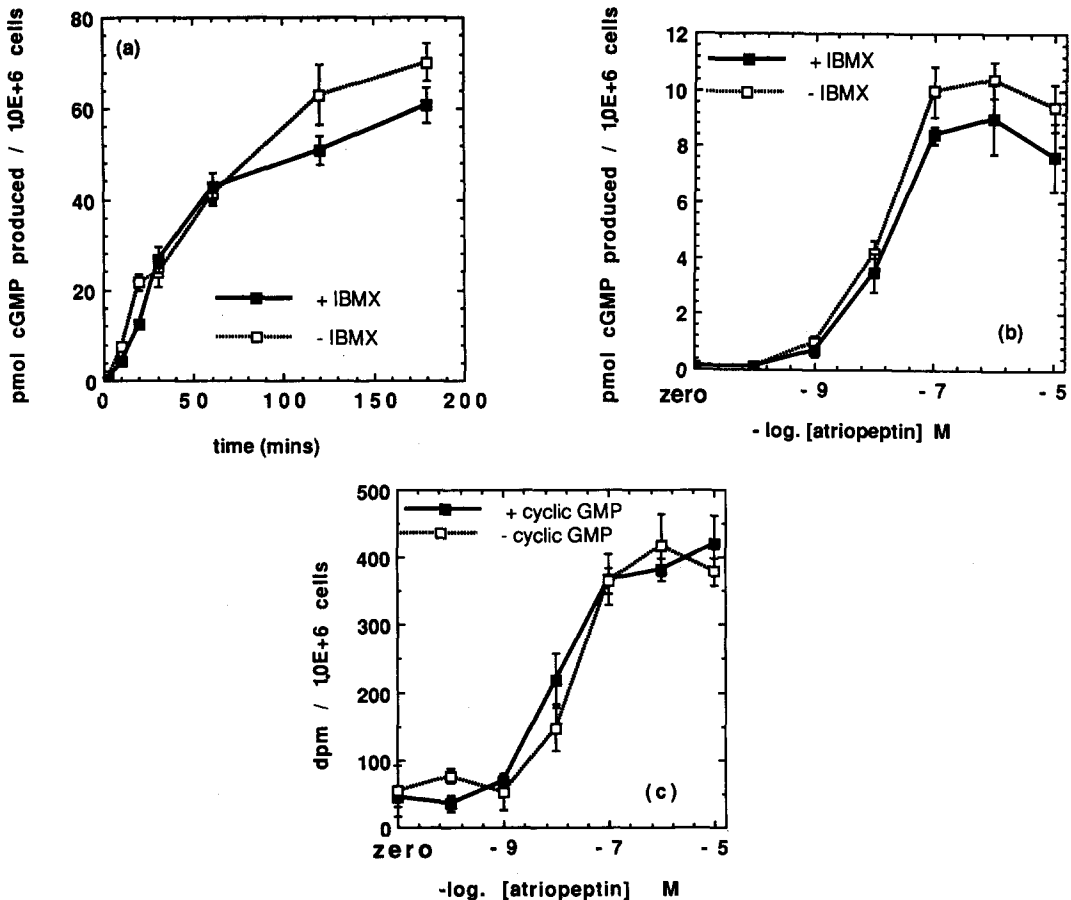 (a)
pmol cGMP produced / 1,0E+6 cells
80
60
40
20
0
+ IBMX
- IBMX
0 50 100 150 200
time (mins)
(b)
pmol cGMP produced / 1,0E+6 cells
12
10
8
6
4
2
0
+ IBMX
- IBMX
zero - 9 - 7 - 5
- log. [atriopeptin] M
(c)
dpm / 1,0E+6 cells
500
400
300
200
100
0
+ cyclic GMP
- cyclic GMP
zero - 9 - 7 - 5
-log. [atriopeptin] M